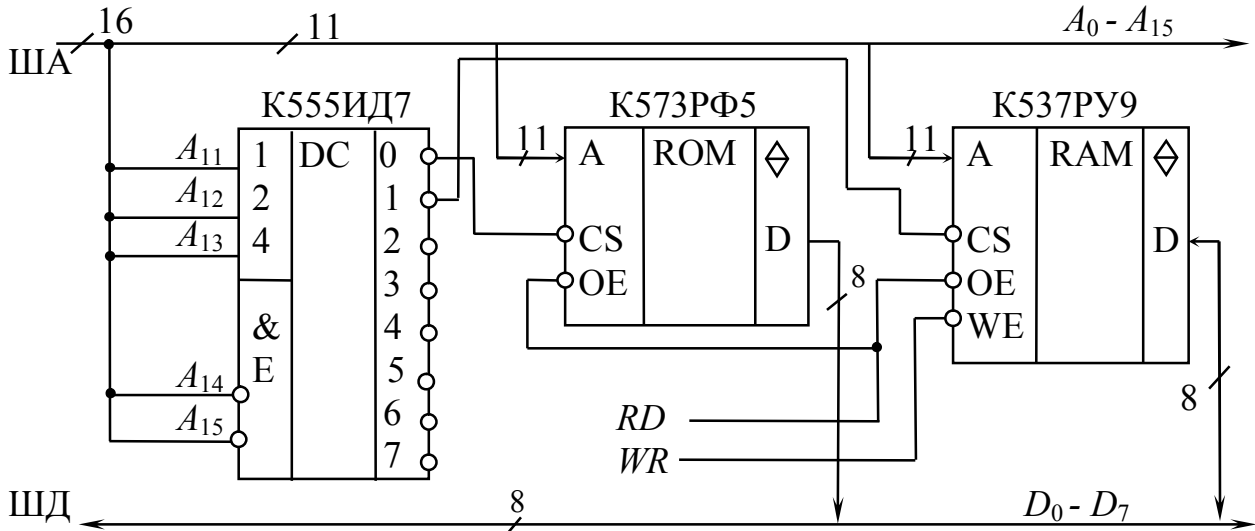 16
11
A0 - A15
ША
К555ИД7
К573РФ5
К537РУ9
A11
1
DC
0
11
A
ROM
11
A
RAM
A12
2
1
A13
4
2
CS
D
CS
D
3
OE
8
OE
&
4
WE
E
5
A14
6
RD
8
A15
7
WR
ШД
8
D0 - D7